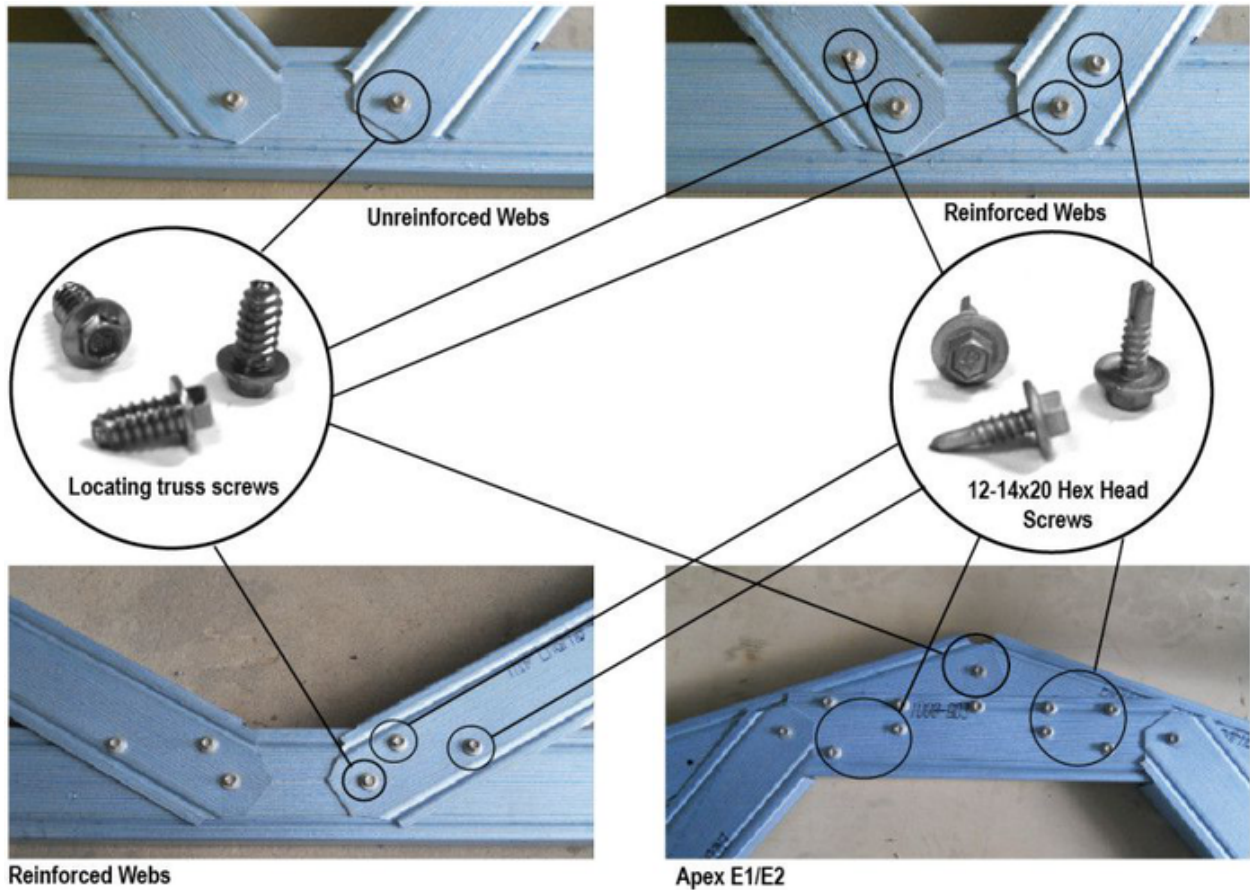 Unreinforced Webs
Reinforced Webs
Locating truss screws
12-14x20 Hex Head
Screws
Reinforced Webs
Apex E1/E2